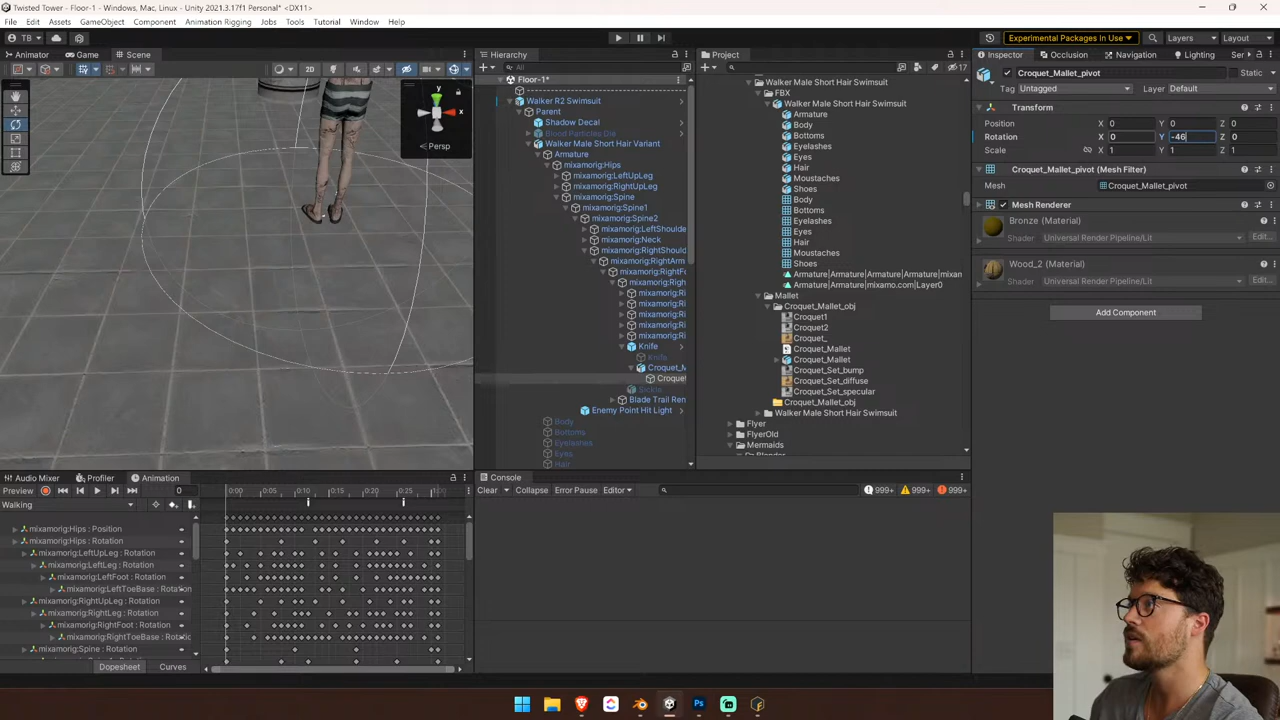 Twisted Tower - Floor-1 - Windows, Mac, Linux - Unity 2021.3.17f1 Personal* <DX11>
File Edit Assets GameObject Component Animation Rigging Jobs Tools Tutorial Window Help
TB Experimental Packages In Use Layers Layout
Animator Game Scene
2D
y
x
Persp
Hierarchy
All
Floor-1*
Walker R2 Swimsuit
Parent
Shadow Decal
Blood Particles Die
Walker Male Short Hair Variant
Armature
mixamorig:Hips
mixamorig:LeftUpLeg
mixamorig:RightUpLeg
mixamorig:Spine
mixamorig:Spine1
mixamorig:Spine2
mixamorig:LeftShoulde
mixamorig:Neck
mixamorig:RightShould
mixamorig:RightArm
mixamorig:RightFo
mixamorig:Righ
mixamorig:Ri
mixamorig:Ri
mixamorig:Ri
mixamorig:Ri
mixamorig:Ri
Knife
Knife
Croquet_M
Croquet
Sickle
Blade Trail Ren
Enemy Point Hit Light
Body
Bottoms
Eyelashes
Eyes
Hair
Project
17
Walker Male Short Hair Swimsuit
FBX
Walker Male Short Hair Swimsuit
Armature
Body
Bottoms
Eyelashes
Eyes
Hair
Moustaches
Shoes
Body
Bottoms
Eyelashes
Eyes
Hair
Moustaches
Shoes
Armature|Armature|Armature|Armature|mixan
Armature|Armature|mixamo.com|Layer0
Mallet
Croquet_Mallet_obj
Croquet1
Croquet2
Croquet_
Croquet_Mallet
Croquet_Mallet
Croquet_Set_bump
Croquet_Set_diffuse
Croquet_Set_specular
Croquet_Mallet_obj
Walker Male Short Hair Swimsuit
Flyer
FlyerOld
Mermaids
Inspector Occlusion Navigation Lighting Ser
Croquet_Mallet_pivot Static
Tag Untagged Layer Default
Transform
Position X 0 Y 0 Z 0
Rotation X 0 Y -46 Z 0
Scale X 1 Y 1 Z 1
Croquet_Mallet_pivot (Mesh Filter)
Mesh Croquet_Mallet_pivot
Mesh Renderer
Bronze (Material)
Shader Universal Render Pipeline/Lit Edit...
Wood_2 (Material)
Shader Universal Render Pipeline/Lit Edit...
Add Component
Audio Mixer Profiler Animation
Preview 0 0:00 0:05 0:10 0:15 0:20 0:25 1:00
Walking
mixamorig:Hips : Position
mixamorig:Hips : Rotation
mixamorig:LeftUpLeg : Rotation
mixamorig:LeftLeg : Rotation
mixamorig:LeftFoot : Rotation
mixamorig:LeftToeBase : Rotation
mixamorig:RightUpLeg : Rotation
mixamorig:RightLeg : Rotation
mixamorig:RightFoot : Rotation
mixamorig:RightToeBase : Rotatio
mixamorig:Spine : Rotation
Dopesheet Curves
Console
Clear Collapse Error Pause Editor 999+ 999+ 999+